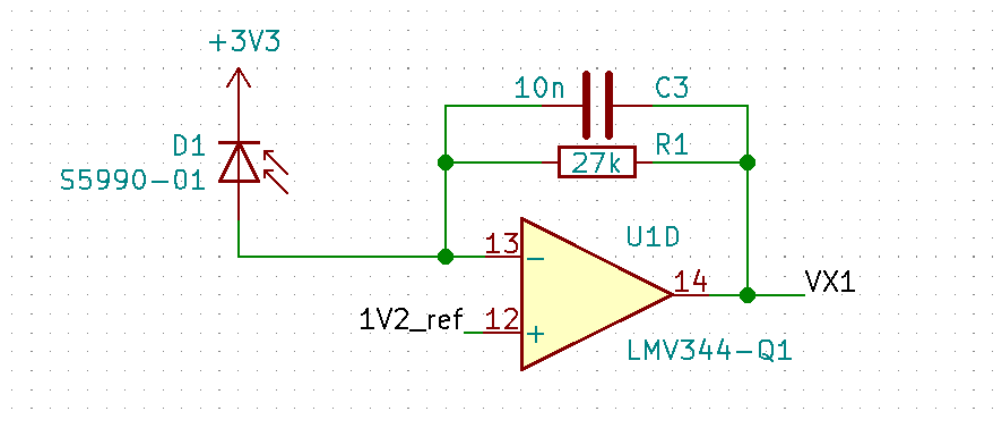 +3V3
10n
C3
D1
S5990-01
R1
27k
U1D
13
−
14
VX1
1V2_ref
12
+
LMV344-Q1